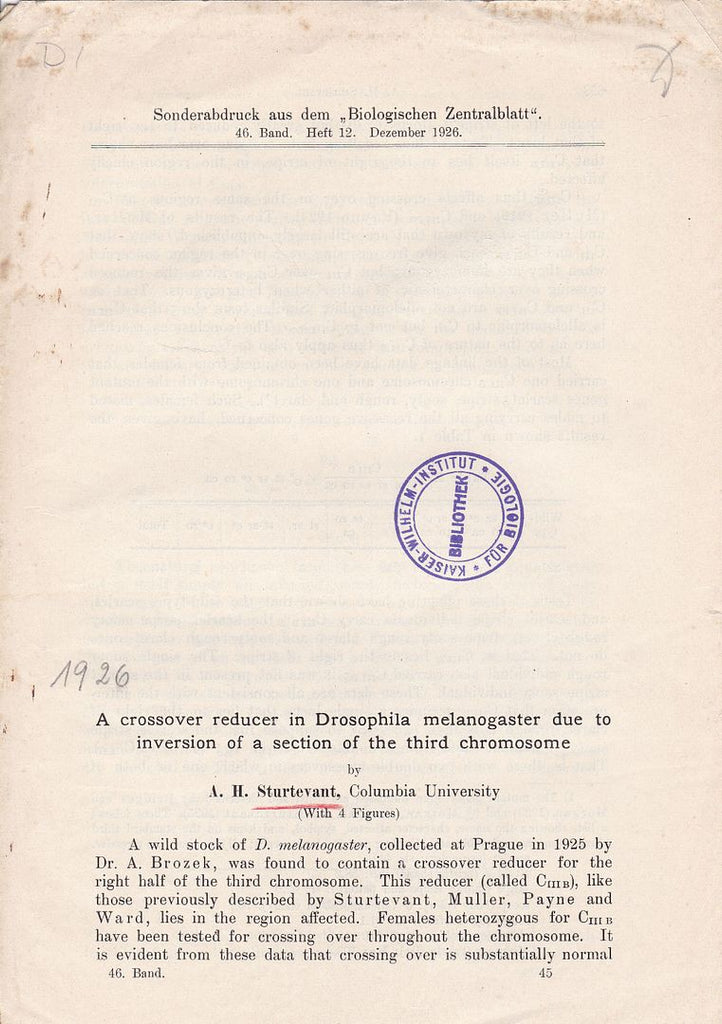 D1
Sonderabdruck aus dem „Biologischen Zentralblatt“.
46. Band. Heft 12. Dezember 1926.
KAISER-WILHELM-INSTITUT * FÜR BIOLOGIE *
BIBLIOTHEK
1926
A crossover reducer in Drosophila melanogaster due to
inversion of a section of the third chromosome
by
A. H. Sturtevant, Columbia University
(With 4 Figures)
A wild stock of D. melanogaster, collected at Prague in 1925 by
Dr. A. Brozek, was found to contain a crossover reducer for the
right half of the third chromosome. This reducer (called CIII B), like
those previously described by Sturtevant, Muller, Payne and
Ward, lies in the region affected. Females heterozygous for CIII B
have been tested for crossing over throughout the chromosome. It
is evident from these data that crossing over is substantially normal
46. Band. 45